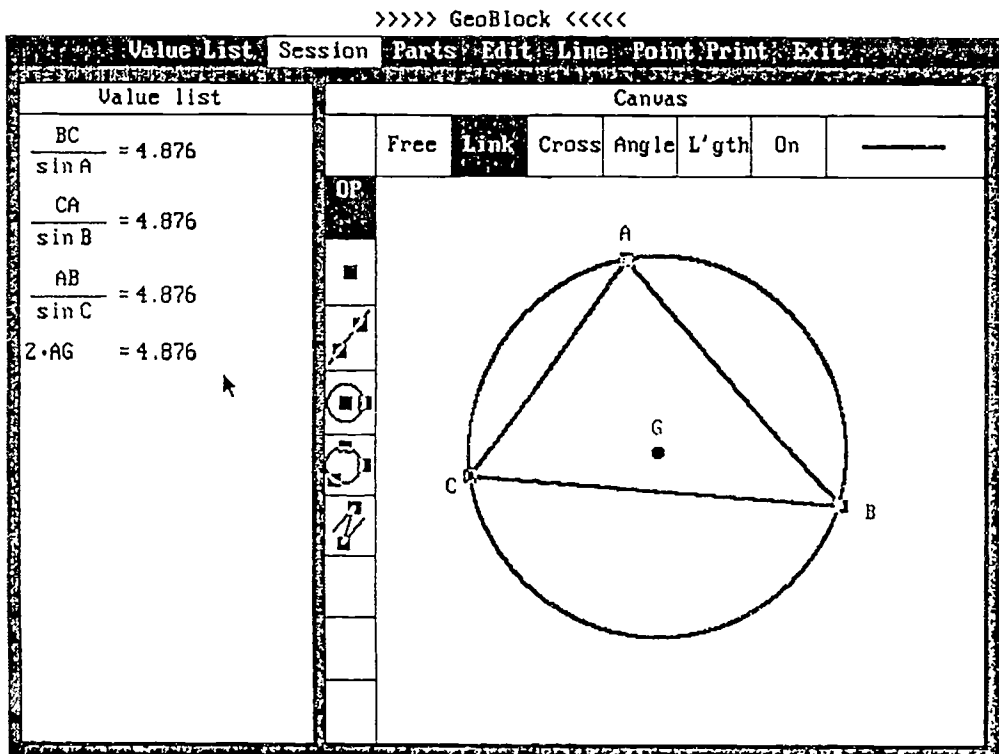 >>>>> GeoBlock <<<<<
Value List Session Parts Edit Line Point Print Exit
Value list
BC
sin A
= 4.876
CA
sin B
= 4.876
AB
sin C
= 4.876
2·AG = 4.876
Canvas
Free Link Cross Angle L'gth On
OP
A
G
C
B